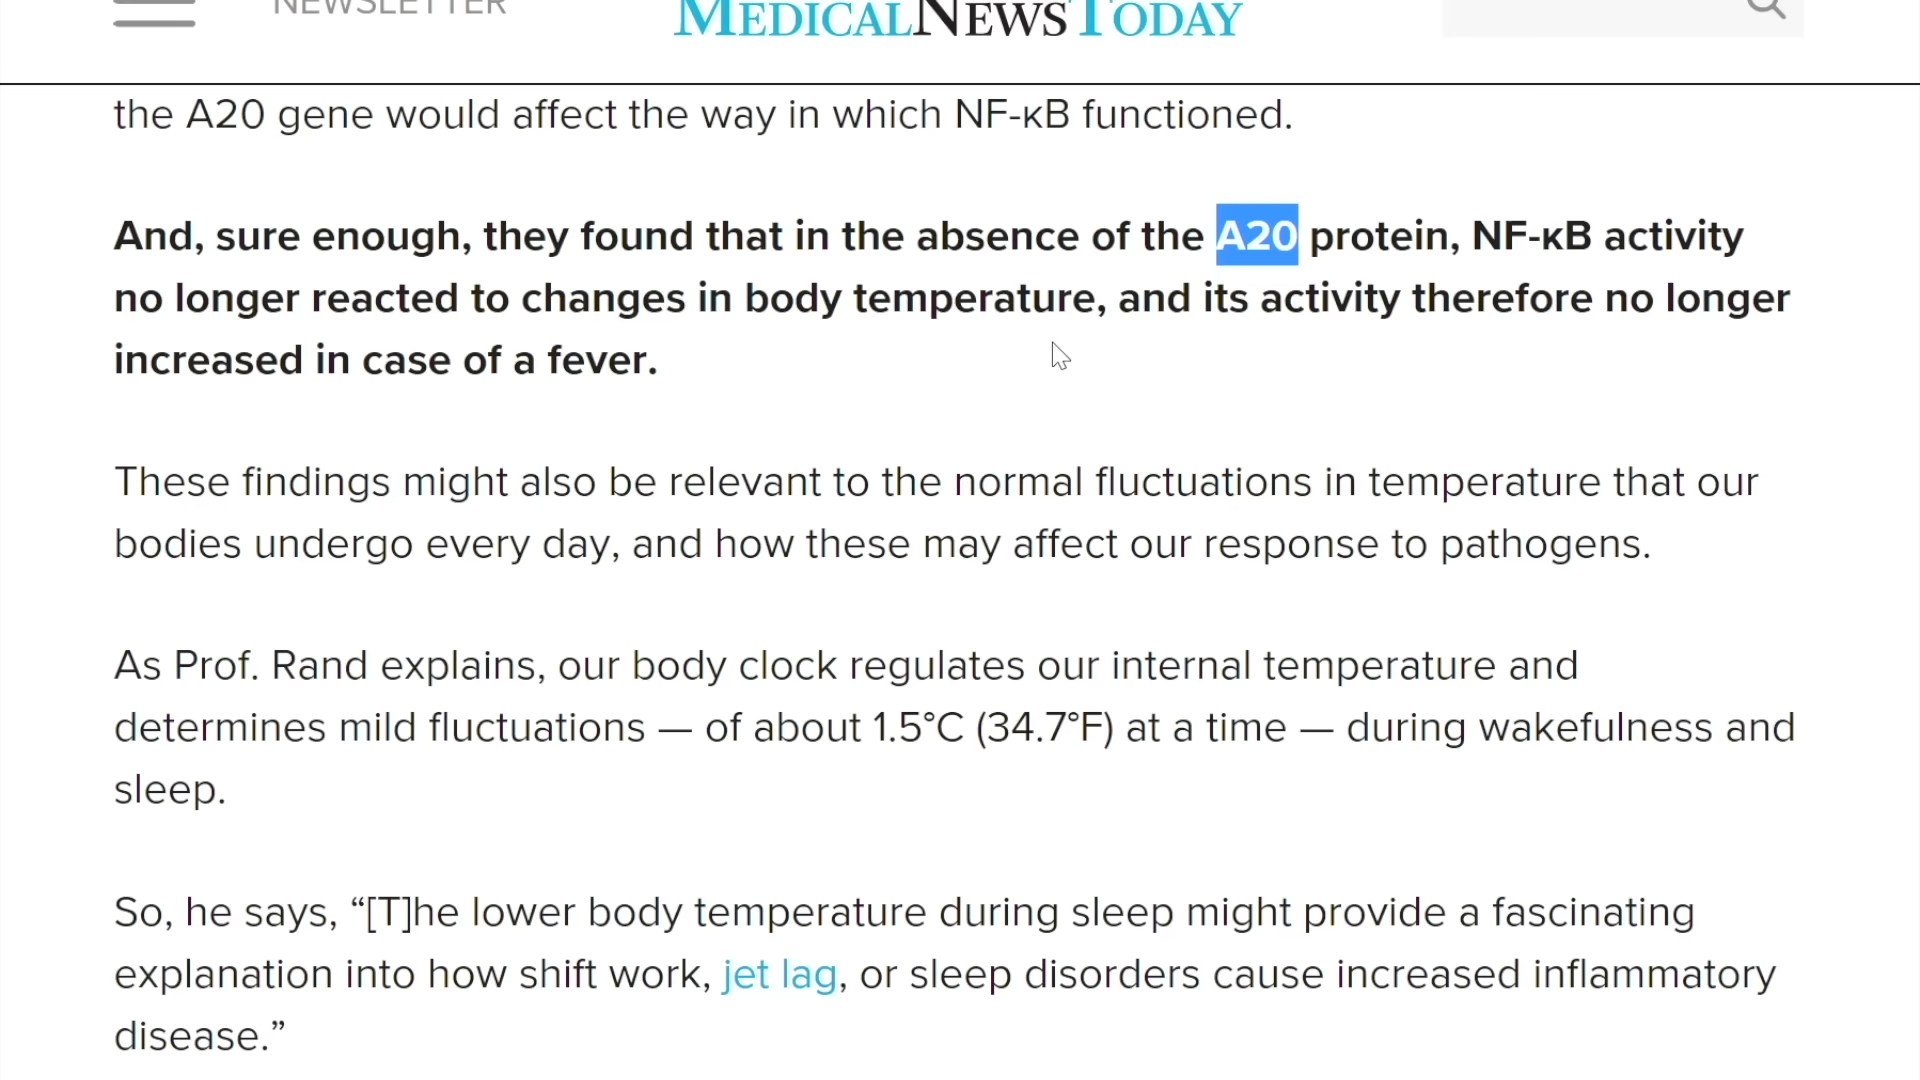 NEWSLETTER
MEDICALNEWSTODAY
the A20 gene would affect the way in which NF-κB functioned.
And, sure enough, they found that in the absence of the A20 protein, NF-κB activity
no longer reacted to changes in body temperature, and its activity therefore no longer
increased in case of a fever.
These findings might also be relevant to the normal fluctuations in temperature that our
bodies undergo every day, and how these may affect our response to pathogens.
As Prof. Rand explains, our body clock regulates our internal temperature and
determines mild fluctuations — of about 1.5°C (34.7°F) at a time — during wakefulness and
sleep.
So, he says, “[T]he lower body temperature during sleep might provide a fascinating
explanation into how shift work, jet lag, or sleep disorders cause increased inflammatory
disease.”